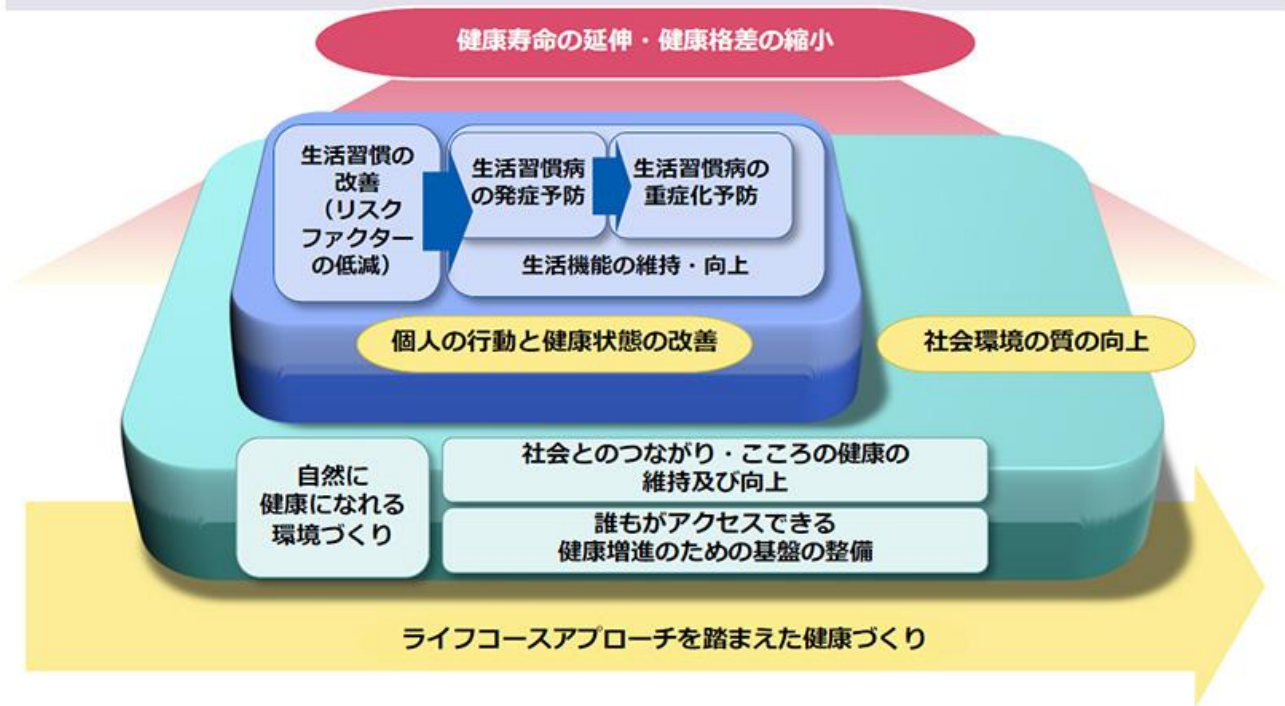 健康寿命の延伸・健康格差の縮小
生活習慣の
改善
（リスク
ファクター
の低減）
生活習慣病
の発症予防
生活習慣病の
重症化予防
生活機能の維持・向上
個人の行動と健康状態の改善
社会環境の質の向上
自然に
健康になれる
環境づくり
社会とのつながり・こころの健康の
維持及び向上
誰もがアクセスできる
健康増進のための基盤の整備
ライフコースアプローチを踏まえた健康づくり